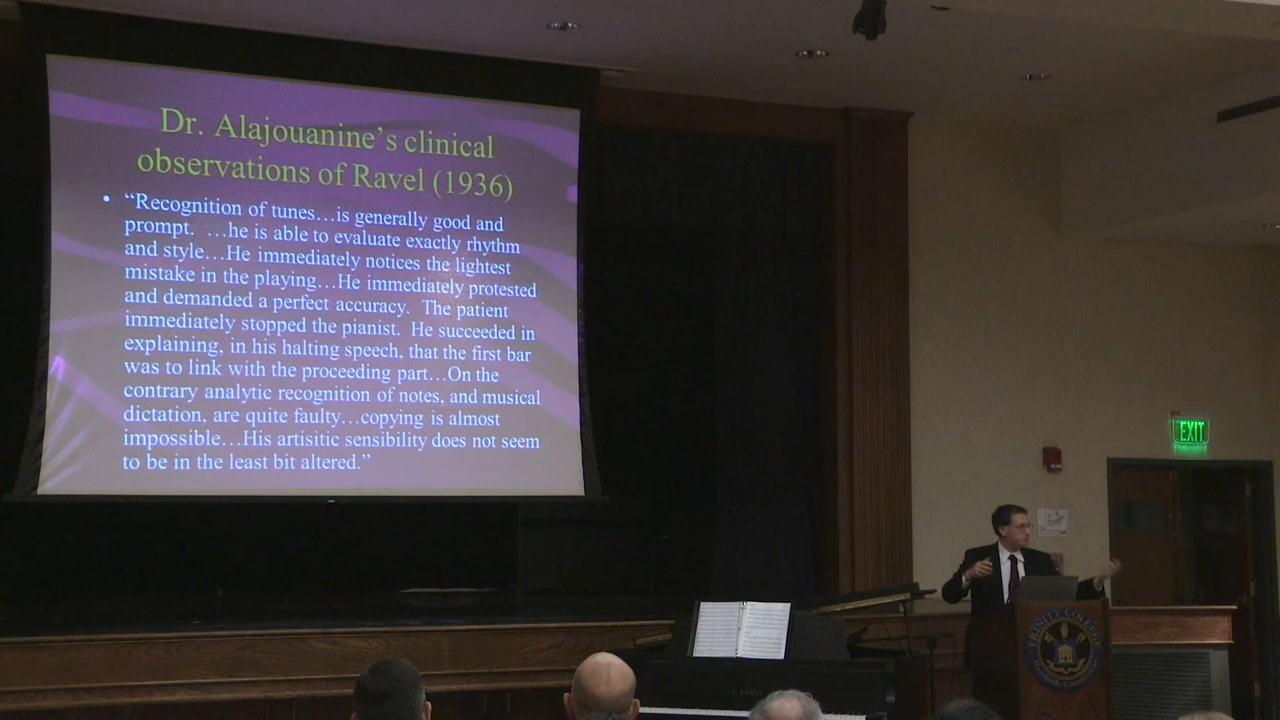 Dr. Alajouanine's clinical
observations of Ravel (1936)
• "Recognition of tunes…is generally good and
prompt. …he is able to evaluate exactly rhythm
and style…He immediately notices the lightest
mistake in the playing…He immediately protested
and demanded a perfect accuracy. The patient
immediately stopped the pianist. He succeeded in
explaining, in his halting speech, that the first bar
was to link with the proceeding part…On the
contrary analytic recognition of notes, and musical
dictation, are quite faulty…copying is almost
impossible…His artisitic sensibility does not seem
to be in the least bit altered."
EXIT
TRINITY COLLEGE